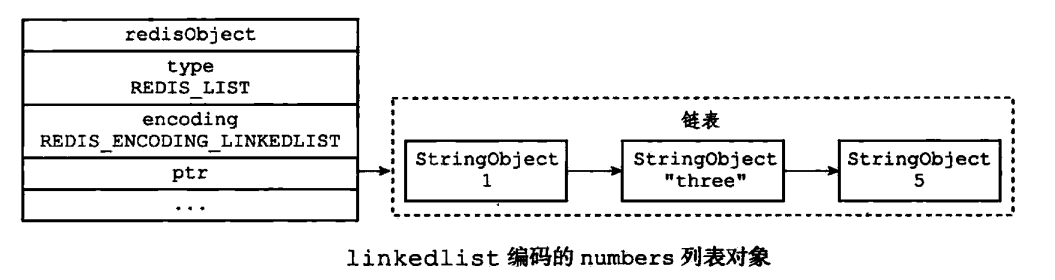 redisObject
type
REDIS_LIST
encoding
REDIS_ENCODING_LINKEDLIST
ptr
...
链表
StringObject
1
StringObject
"three"
StringObject
5
linkedlist 编码的 numbers 列表对象